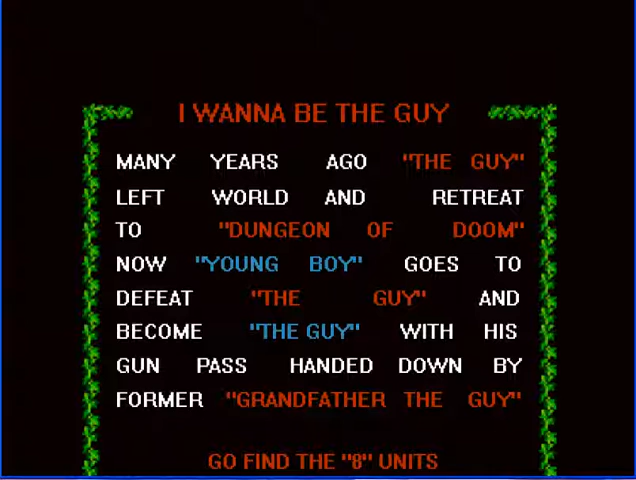 I WANNA BE THE GUY
MANY YEARS AGO "THE GUY"
LEFT WORLD AND RETREAT
TO "DUNGEON OF DOOM"
NOW "YOUNG BOY" GOES TO
DEFEAT "THE GUY" AND
BECOME "THE GUY" WITH HIS
GUN PASS HANDED DOWN BY
FORMER "GRANDFATHER THE GUY"
GO FIND THE "8" UNITS